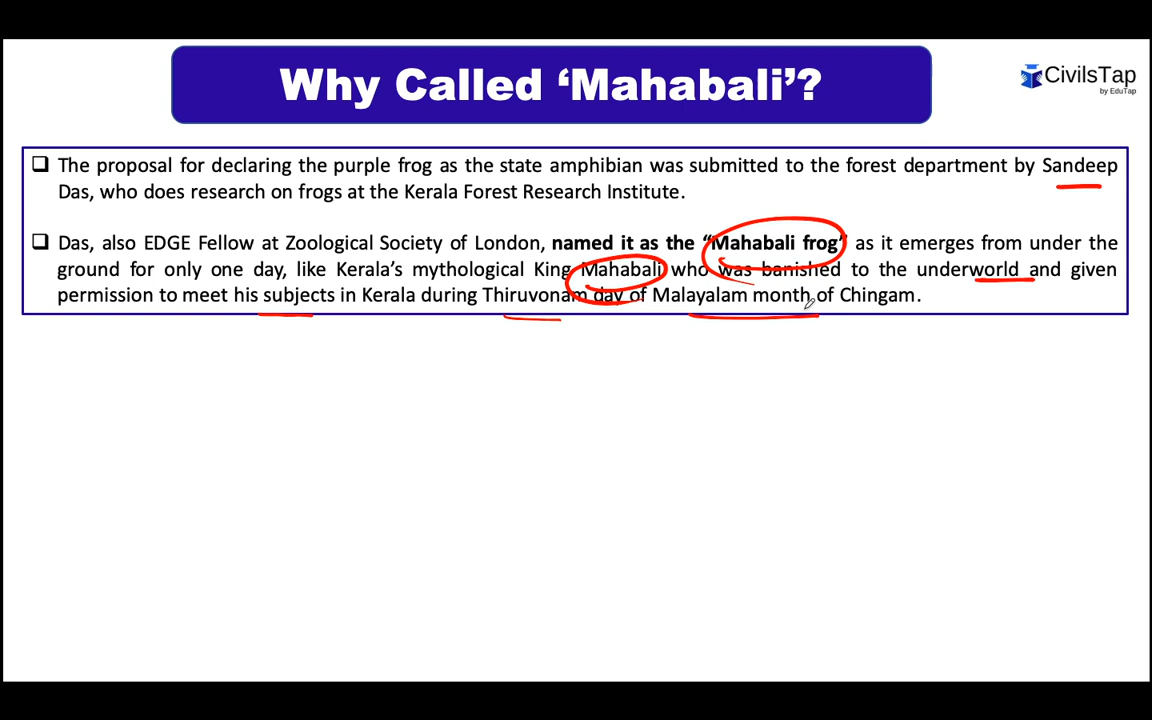 Why Called ‘Mahabali’?
CivilsTap
by EduTap
❑ The proposal for declaring the purple frog as the state amphibian was submitted to the forest department by Sandeep
Das, who does research on frogs at the Kerala Forest Research Institute.
❑ Das, also EDGE Fellow at Zoological Society of London, named it as the “Mahabali frog” as it emerges from under the
ground for only one day, like Kerala’s mythological King Mahabali who was banished to the underworld and given
permission to meet his subjects in Kerala during Thiruvonam day of Malayalam month of Chingam.